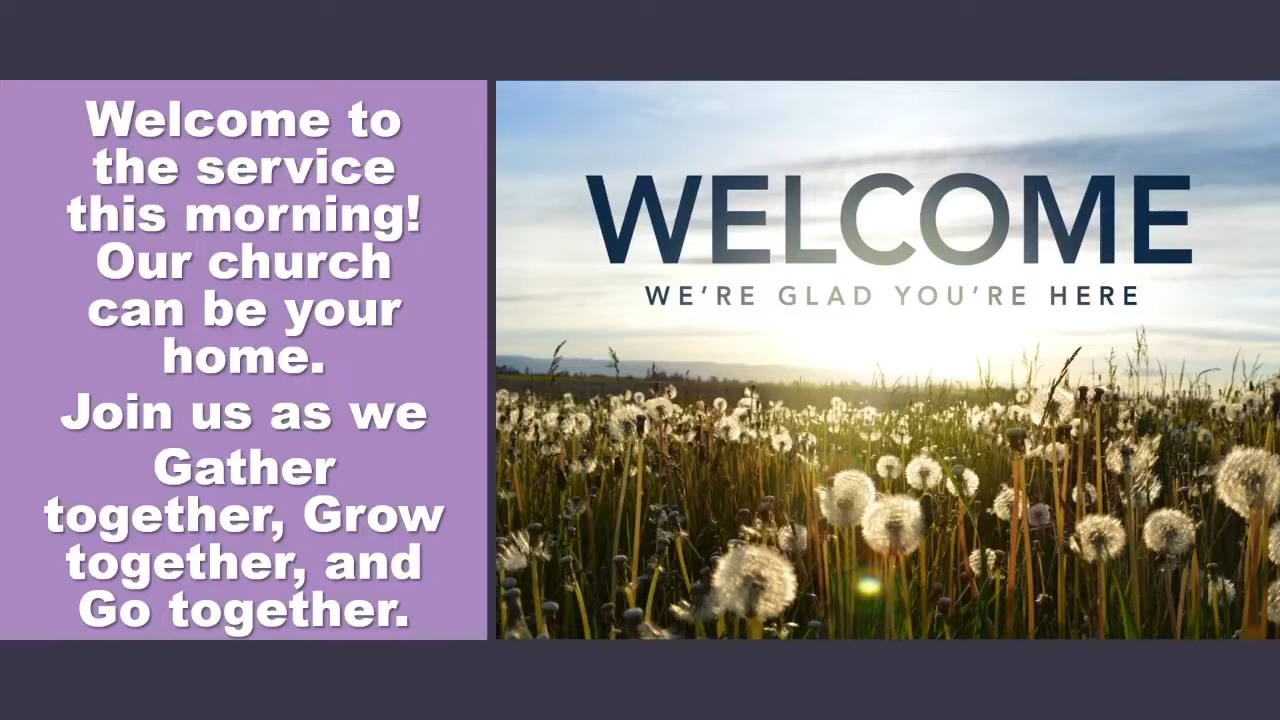 Welcome to
the service
this morning!
Our church
can be your
home.
Join us as we
Gather
together, Grow
together, and
Go together.
WELCOME
WE'RE GLAD YOU'RE HERE